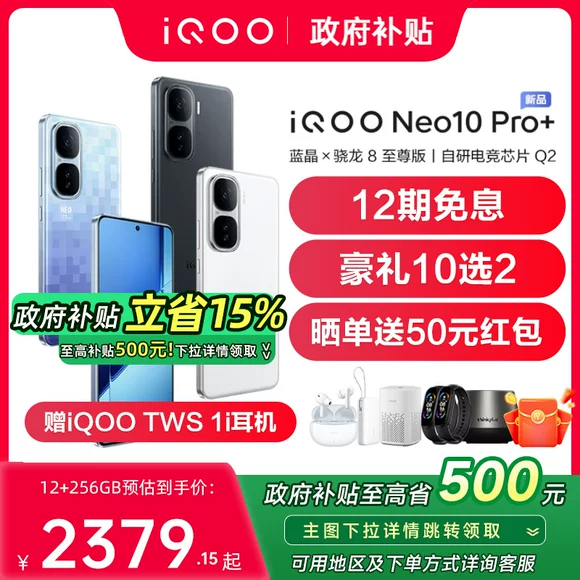 iQOO 政府补贴
新品
iQOO Neo10 Pro+
蓝晶×骁龙 8 至尊版 | 自研电竞芯片 Q2
12期免息
豪礼10选2
晒单送50元红包
NEO
政府补贴 立省15%
至高补贴500元!下拉详情领取
赠iQOO TWS 1i耳机
thinkplus
12+256GB预估到手价:
¥2379.15起
政府补贴至高省500元
主图下拉详情跳转领取
可用地区及下单方式详询客服